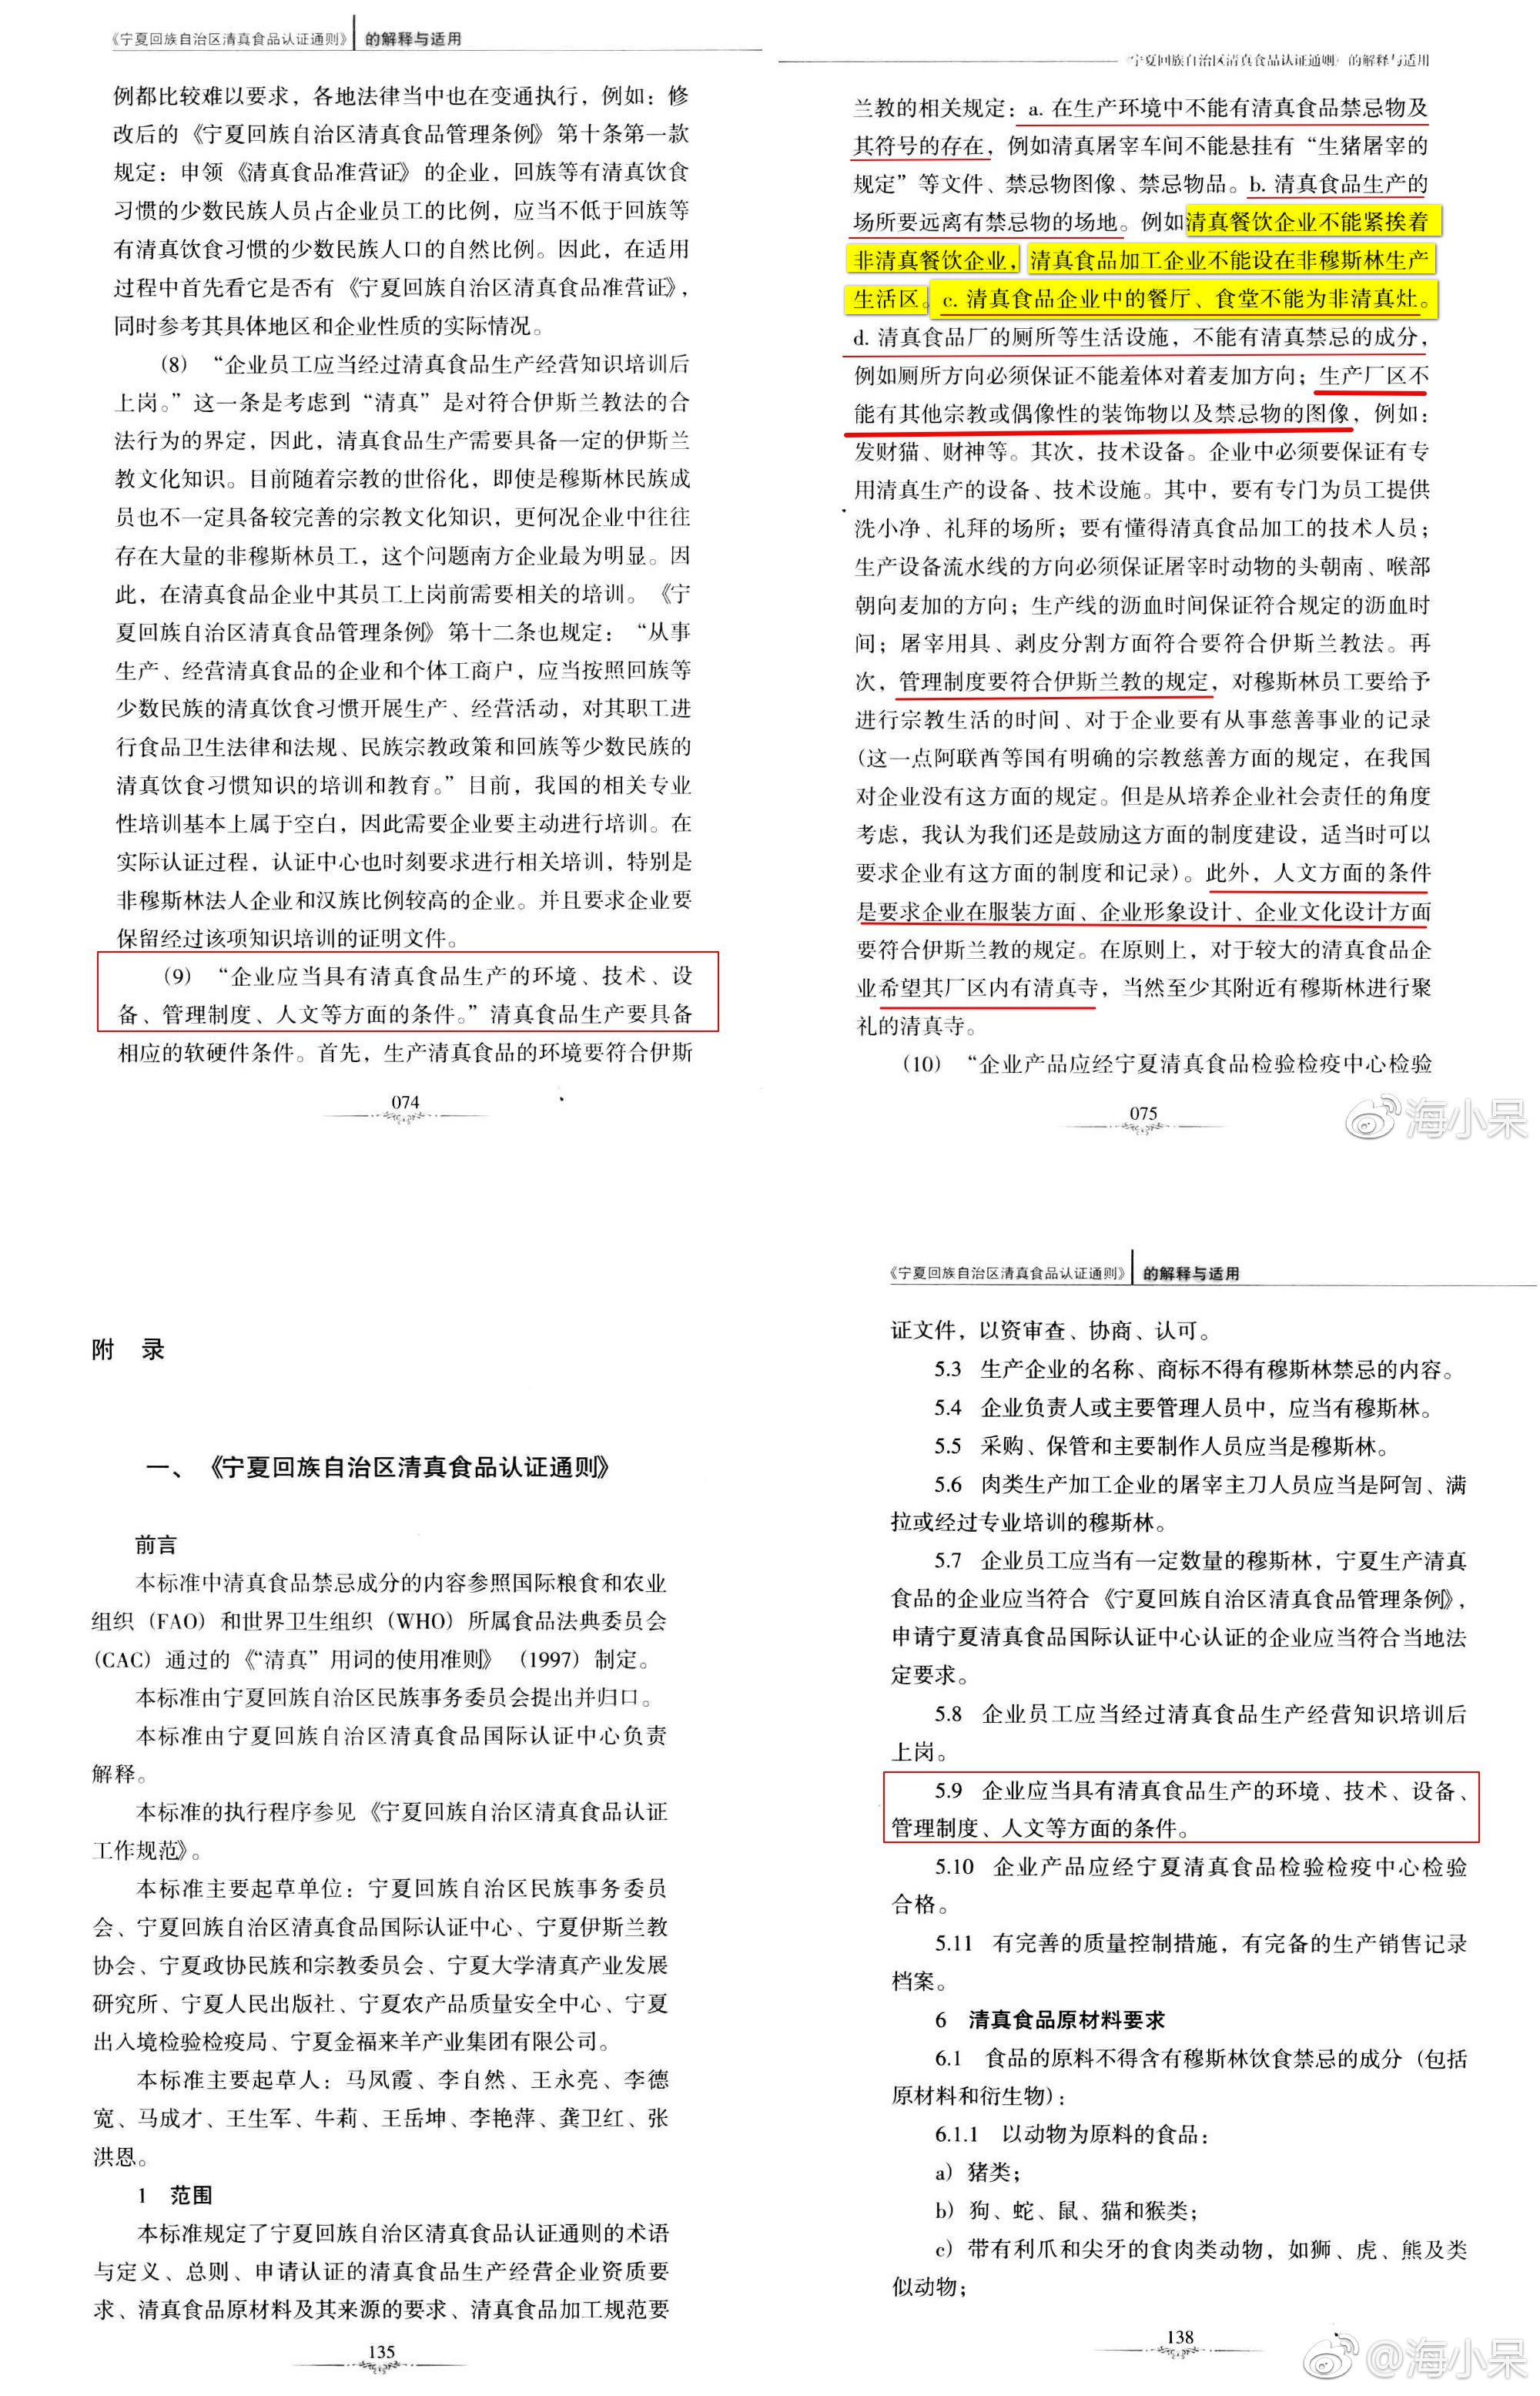 《宁夏回族自治区清真食品认证通则》 的解释与适用
例都比较难以要求，各地法律当中也在变通执行，例如：修
改后的《宁夏回族自治区清真食品管理条例》第十条第一款
规定：申领《清真食品准营证》的企业，回族等有清真饮食
习惯的少数民族人员占企业员工的比例，应当不低于回族等
有清真饮食习惯的少数民族人口的自然比例。因此，在适用
过程中首先看它是否有《宁夏回族自治区清真食品准营证》，
同时参考其具体地区和企业性质的实际情况。
（8）“企业员工应当经过清真食品生产经营知识培训后
上岗。”这一条是考虑到“清真”是对符合伊斯兰教法的合
法行为的界定，因此，清真食品生产需要具备一定的伊斯兰
教文化知识。目前随着宗教的世俗化，即使是穆斯林民族成
员也不一定具备较完善的宗教文化知识，更何况企业中往往
存在大量的非穆斯林员工，这个问题南方企业最为明显。因
此，在清真食品企业中其员工上岗前需要相关的培训。《宁
夏回族自治区清真食品管理条例》第十二条也规定：“从事
生产、经营清真食品的企业和个体工商户，应当按照回族等
少数民族的清真饮食习惯开展生产、经营活动，对其职工进
行食品卫生法律和法规、民族宗教政策和回族等少数民族的
清真饮食习惯知识的培训和教育。”目前，我国的相关专业
性培训基本上属于空白，因此需要企业要主动进行培训。在
实际认证过程，认证中心也时刻要求进行相关培训，特别是
非穆斯林法人企业和汉族比例较高的企业。并且要求企业要
保留经过该项知识培训的证明文件。
（9）“企业应当具有清真食品生产的环境、技术、设
备、管理制度、人文等方面的条件。”清真食品生产要具备
相应的软硬件条件。首先，生产清真食品的环境要符合伊斯
074
《宁夏回族自治区清真食品认证通则》的解释与适用
兰教的相关规定：a. 在生产环境中不能有清真食品禁忌物及
其符号的存在，例如清真屠宰车间不能悬挂有“生猪屠宰的
规定”等文件、禁忌物图像、禁忌物品。b. 清真食品生产的
场所要远离有禁忌物的场地。例如清真餐饮企业不能紧挨着
非清真餐饮企业，清真食品加工企业不能设在非穆斯林生产
生活区。c. 清真食品企业中的餐厅、食堂不能为非清真灶。
d. 清真食品厂的厕所等生活设施，不能有清真禁忌的成分，
例如厕所方向必须保证不能羞体对着麦加方向；生产厂区不
能有其他宗教或偶像性的装饰物以及禁忌物的图像，例如：
发财猫、财神等。其次，技术设备。企业中必须要保证有专
用清真生产的设备、技术设施。其中，要有专门为员工提供
洗小净、礼拜的场所；要有懂得清真食品加工的技术人员；
生产设备流水线的方向必须保证屠宰时动物的头朝南、喉部
朝向麦加的方向；生产线的沥血时间保证符合规定的沥血时
间；屠宰用具、剥皮分割方面符合要符合伊斯兰教法。再
次，管理制度要符合伊斯兰教的规定，对穆斯林员工要给予
进行宗教生活的时间、对于企业要有从事慈善事业的记录
（这一点阿联酋等国有明确的宗教慈善方面的规定，在我国
对企业没有这方面的规定。但是从培养企业社会责任的角度
考虑，我认为我们还是鼓励这方面的制度建设，适当时可以
要求企业有这方面的制度和记录）。此外，人文方面的条件
是要求企业在服装方面、企业形象设计、企业文化设计方面
要符合伊斯兰教的规定。在原则上，对于较大的清真食品企
业希望其厂区内有清真寺，当然至少其附近有穆斯林进行聚
礼的清真寺。
（10）“企业产品应经宁夏清真食品检验检疫中心检验
075
海小呆
附 录
一、《宁夏回族自治区清真食品认证通则》
前言
本标准中清真食品禁忌成分的内容参照国际粮食和农业
组织（FAO）和世界卫生组织（WHO）所属食品法典委员会
（CAC）通过的《“清真”用词的使用准则》（1997）制定。
本标准由宁夏回族自治区民族事务委员会提出并归口。
本标准由宁夏回族自治区清真食品国际认证中心负责
解释。
本标准的执行程序参见《宁夏回族自治区清真食品认证
工作规范》。
本标准主要起草单位：宁夏回族自治区民族事务委员
会、宁夏回族自治区清真食品国际认证中心、宁夏伊斯兰教
协会、宁夏政协民族和宗教委员会、宁夏大学清真产业发展
研究所、宁夏人民出版社、宁夏农产品质量安全中心、宁夏
出入境检验检疫局、宁夏金福来羊产业集团有限公司。
本标准主要起草人：马凤霞、李自然、王永亮、李德
宽、马成才、王生军、牛莉、王岳坤、李艳萍、龚卫红、张
洪恩。
1 范围
本标准规定了宁夏回族自治区清真食品认证通则的术语
与定义、总则、申请认证的清真食品生产经营企业资质要
求、清真食品原材料及其来源的要求、清真食品加工规范要
135
《宁夏回族自治区清真食品认证通则》 的解释与适用
证文件，以资审查、协商、认可。
5.3 生产企业的名称、商标不得有穆斯林禁忌的内容。
5.4 企业负责人或主要管理人员中，应当有穆斯林。
5.5 采购、保管和主要制作人员应当是穆斯林。
5.6 肉类生产加工企业的屠宰主刀人员应当是阿訇、满
拉或经过专业培训的穆斯林。
5.7 企业员工应当有一定数量的穆斯林，宁夏生产清真
食品的企业应当符合《宁夏回族自治区清真食品管理条例》，
申请宁夏清真食品国际认证中心认证的企业应当符合当地法
定要求。
5.8 企业员工应当经过清真食品生产经营知识培训后
上岗。
5.9 企业应当具有清真食品生产的环境、技术、设备、
管理制度、人文等方面的条件。
5.10 企业产品应经宁夏清真食品检验检疫中心检验
合格。
5.11 有完善的质量控制措施，有完备的生产销售记录
档案。
6 清真食品原材料要求
6.1 食品的原料不得含有穆斯林饮食禁忌的成分（包括
原材料和衍生物）：
6.1.1 以动物为原料的食品：
a）猪类；
b）狗、蛇、鼠、猫和猴类；
c）带有利爪和尖牙的食肉类动物，如狮、虎、熊及类
似动物；
138
@海小呆